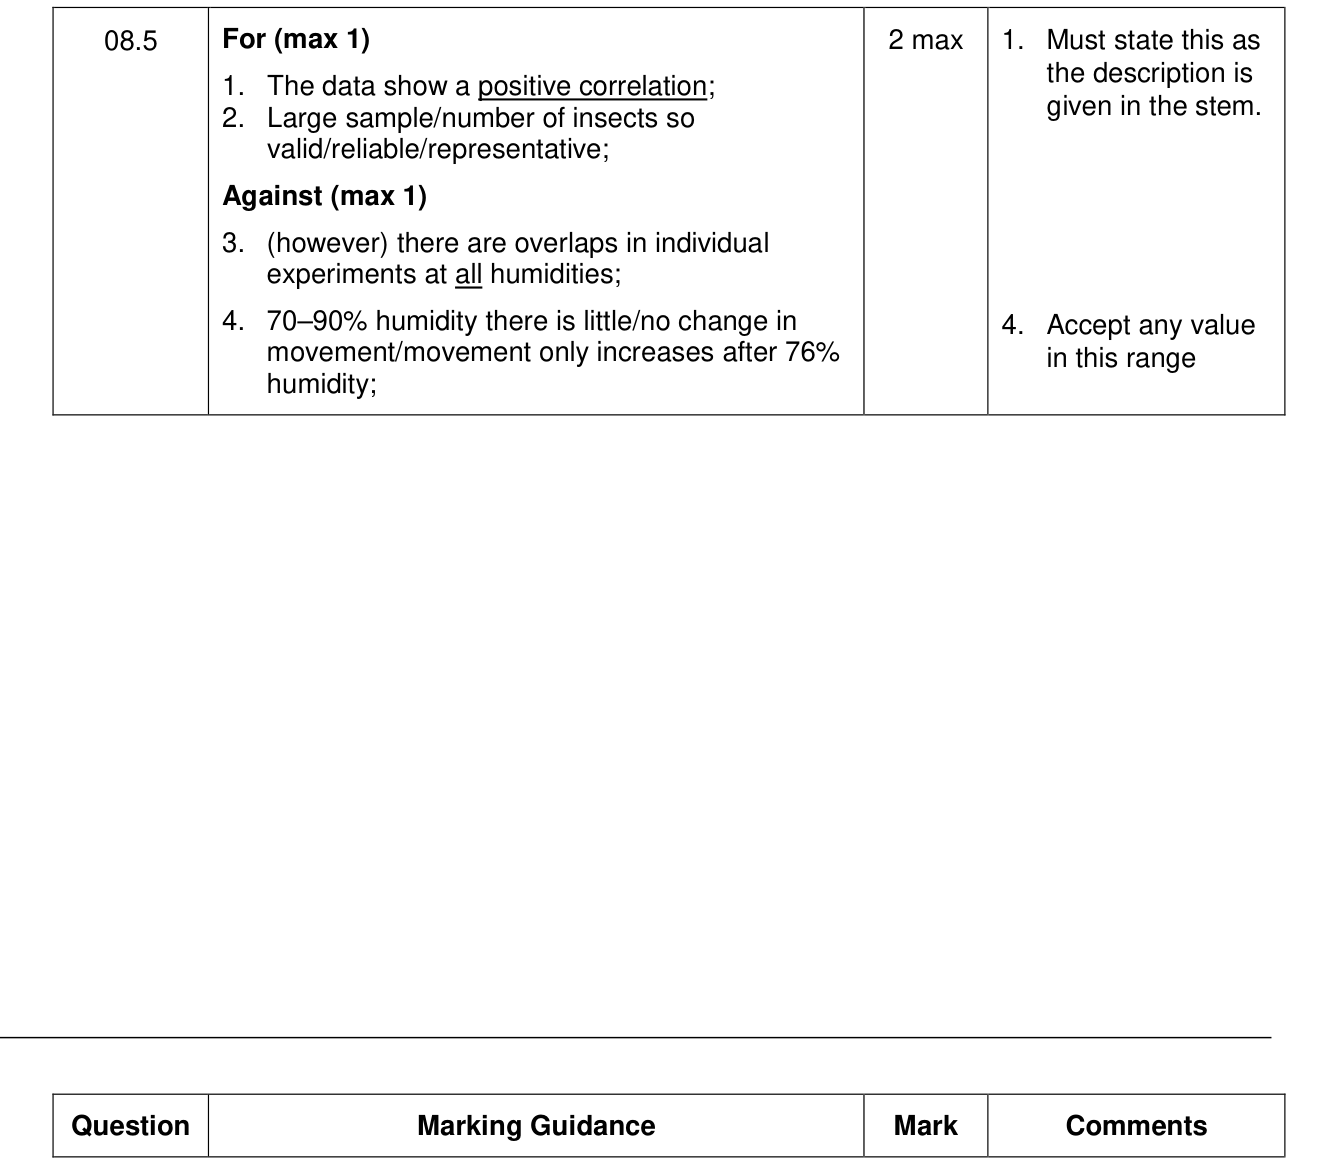 08.5
For (max 1)
1. The data show a positive correlation;
2. Large sample/number of insects so
valid/reliable/representative;
Against (max 1)
3. (however) there are overlaps in individual
experiments at all humidities;
4. 70–90% humidity there is little/no change in
movement/movement only increases after 76%
humidity;
2 max
1. Must state this as
the description is
given in the stem.
4. Accept any value
in this range
Question
Marking Guidance
Mark
Comments